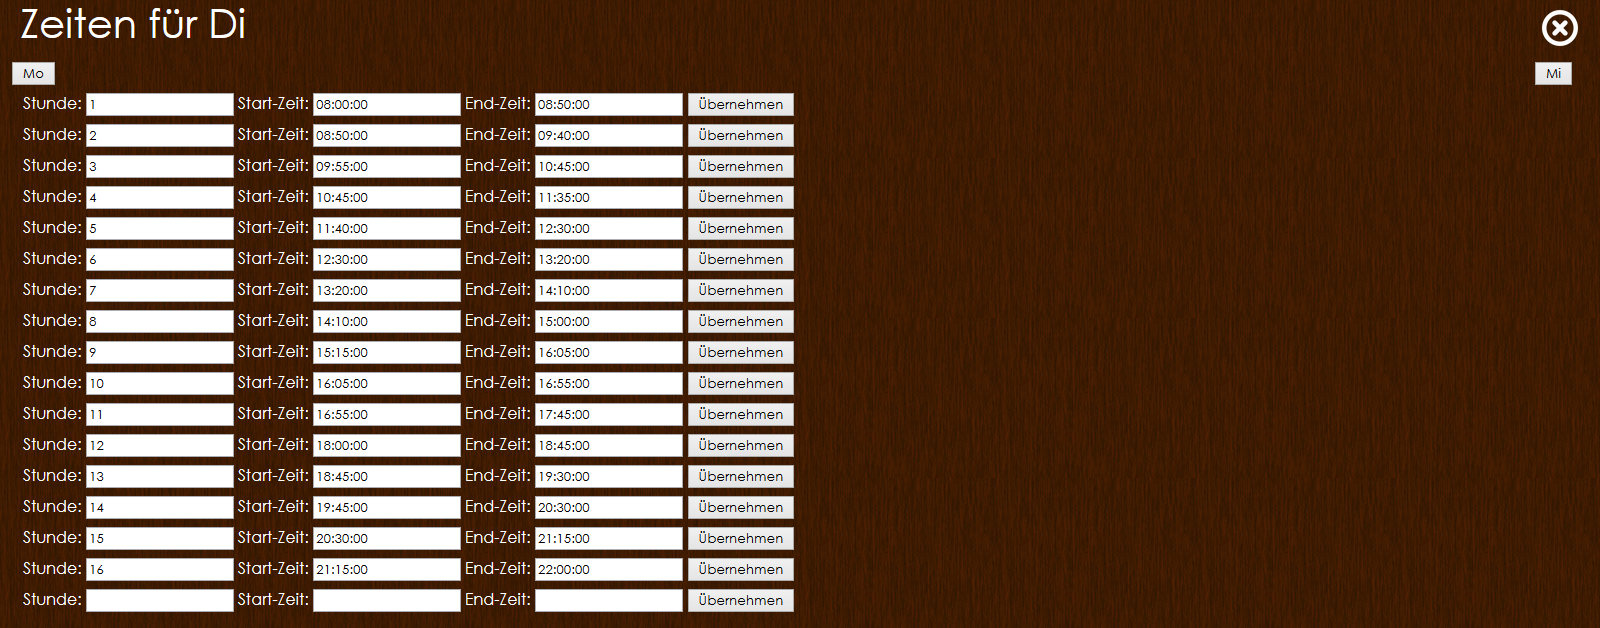 Zeiten für Di
Mo Mi
Stunde: 1 Start-Zeit: 08:00:00 End-Zeit: 08:50:00 Übernehmen
Stunde: 2 Start-Zeit: 08:50:00 End-Zeit: 09:40:00 Übernehmen
Stunde: 3 Start-Zeit: 09:55:00 End-Zeit: 10:45:00 Übernehmen
Stunde: 4 Start-Zeit: 10:45:00 End-Zeit: 11:35:00 Übernehmen
Stunde: 5 Start-Zeit: 11:40:00 End-Zeit: 12:30:00 Übernehmen
Stunde: 6 Start-Zeit: 12:30:00 End-Zeit: 13:20:00 Übernehmen
Stunde: 7 Start-Zeit: 13:20:00 End-Zeit: 14:10:00 Übernehmen
Stunde: 8 Start-Zeit: 14:10:00 End-Zeit: 15:00:00 Übernehmen
Stunde: 9 Start-Zeit: 15:15:00 End-Zeit: 16:05:00 Übernehmen
Stunde: 10 Start-Zeit: 16:05:00 End-Zeit: 16:55:00 Übernehmen
Stunde: 11 Start-Zeit: 16:55:00 End-Zeit: 17:45:00 Übernehmen
Stunde: 12 Start-Zeit: 18:00:00 End-Zeit: 18:45:00 Übernehmen
Stunde: 13 Start-Zeit: 18:45:00 End-Zeit: 19:30:00 Übernehmen
Stunde: 14 Start-Zeit: 19:45:00 End-Zeit: 20:30:00 Übernehmen
Stunde: 15 Start-Zeit: 20:30:00 End-Zeit: 21:15:00 Übernehmen
Stunde: 16 Start-Zeit: 21:15:00 End-Zeit: 22:00:00 Übernehmen
Stunde: Start-Zeit: End-Zeit: Übernehmen